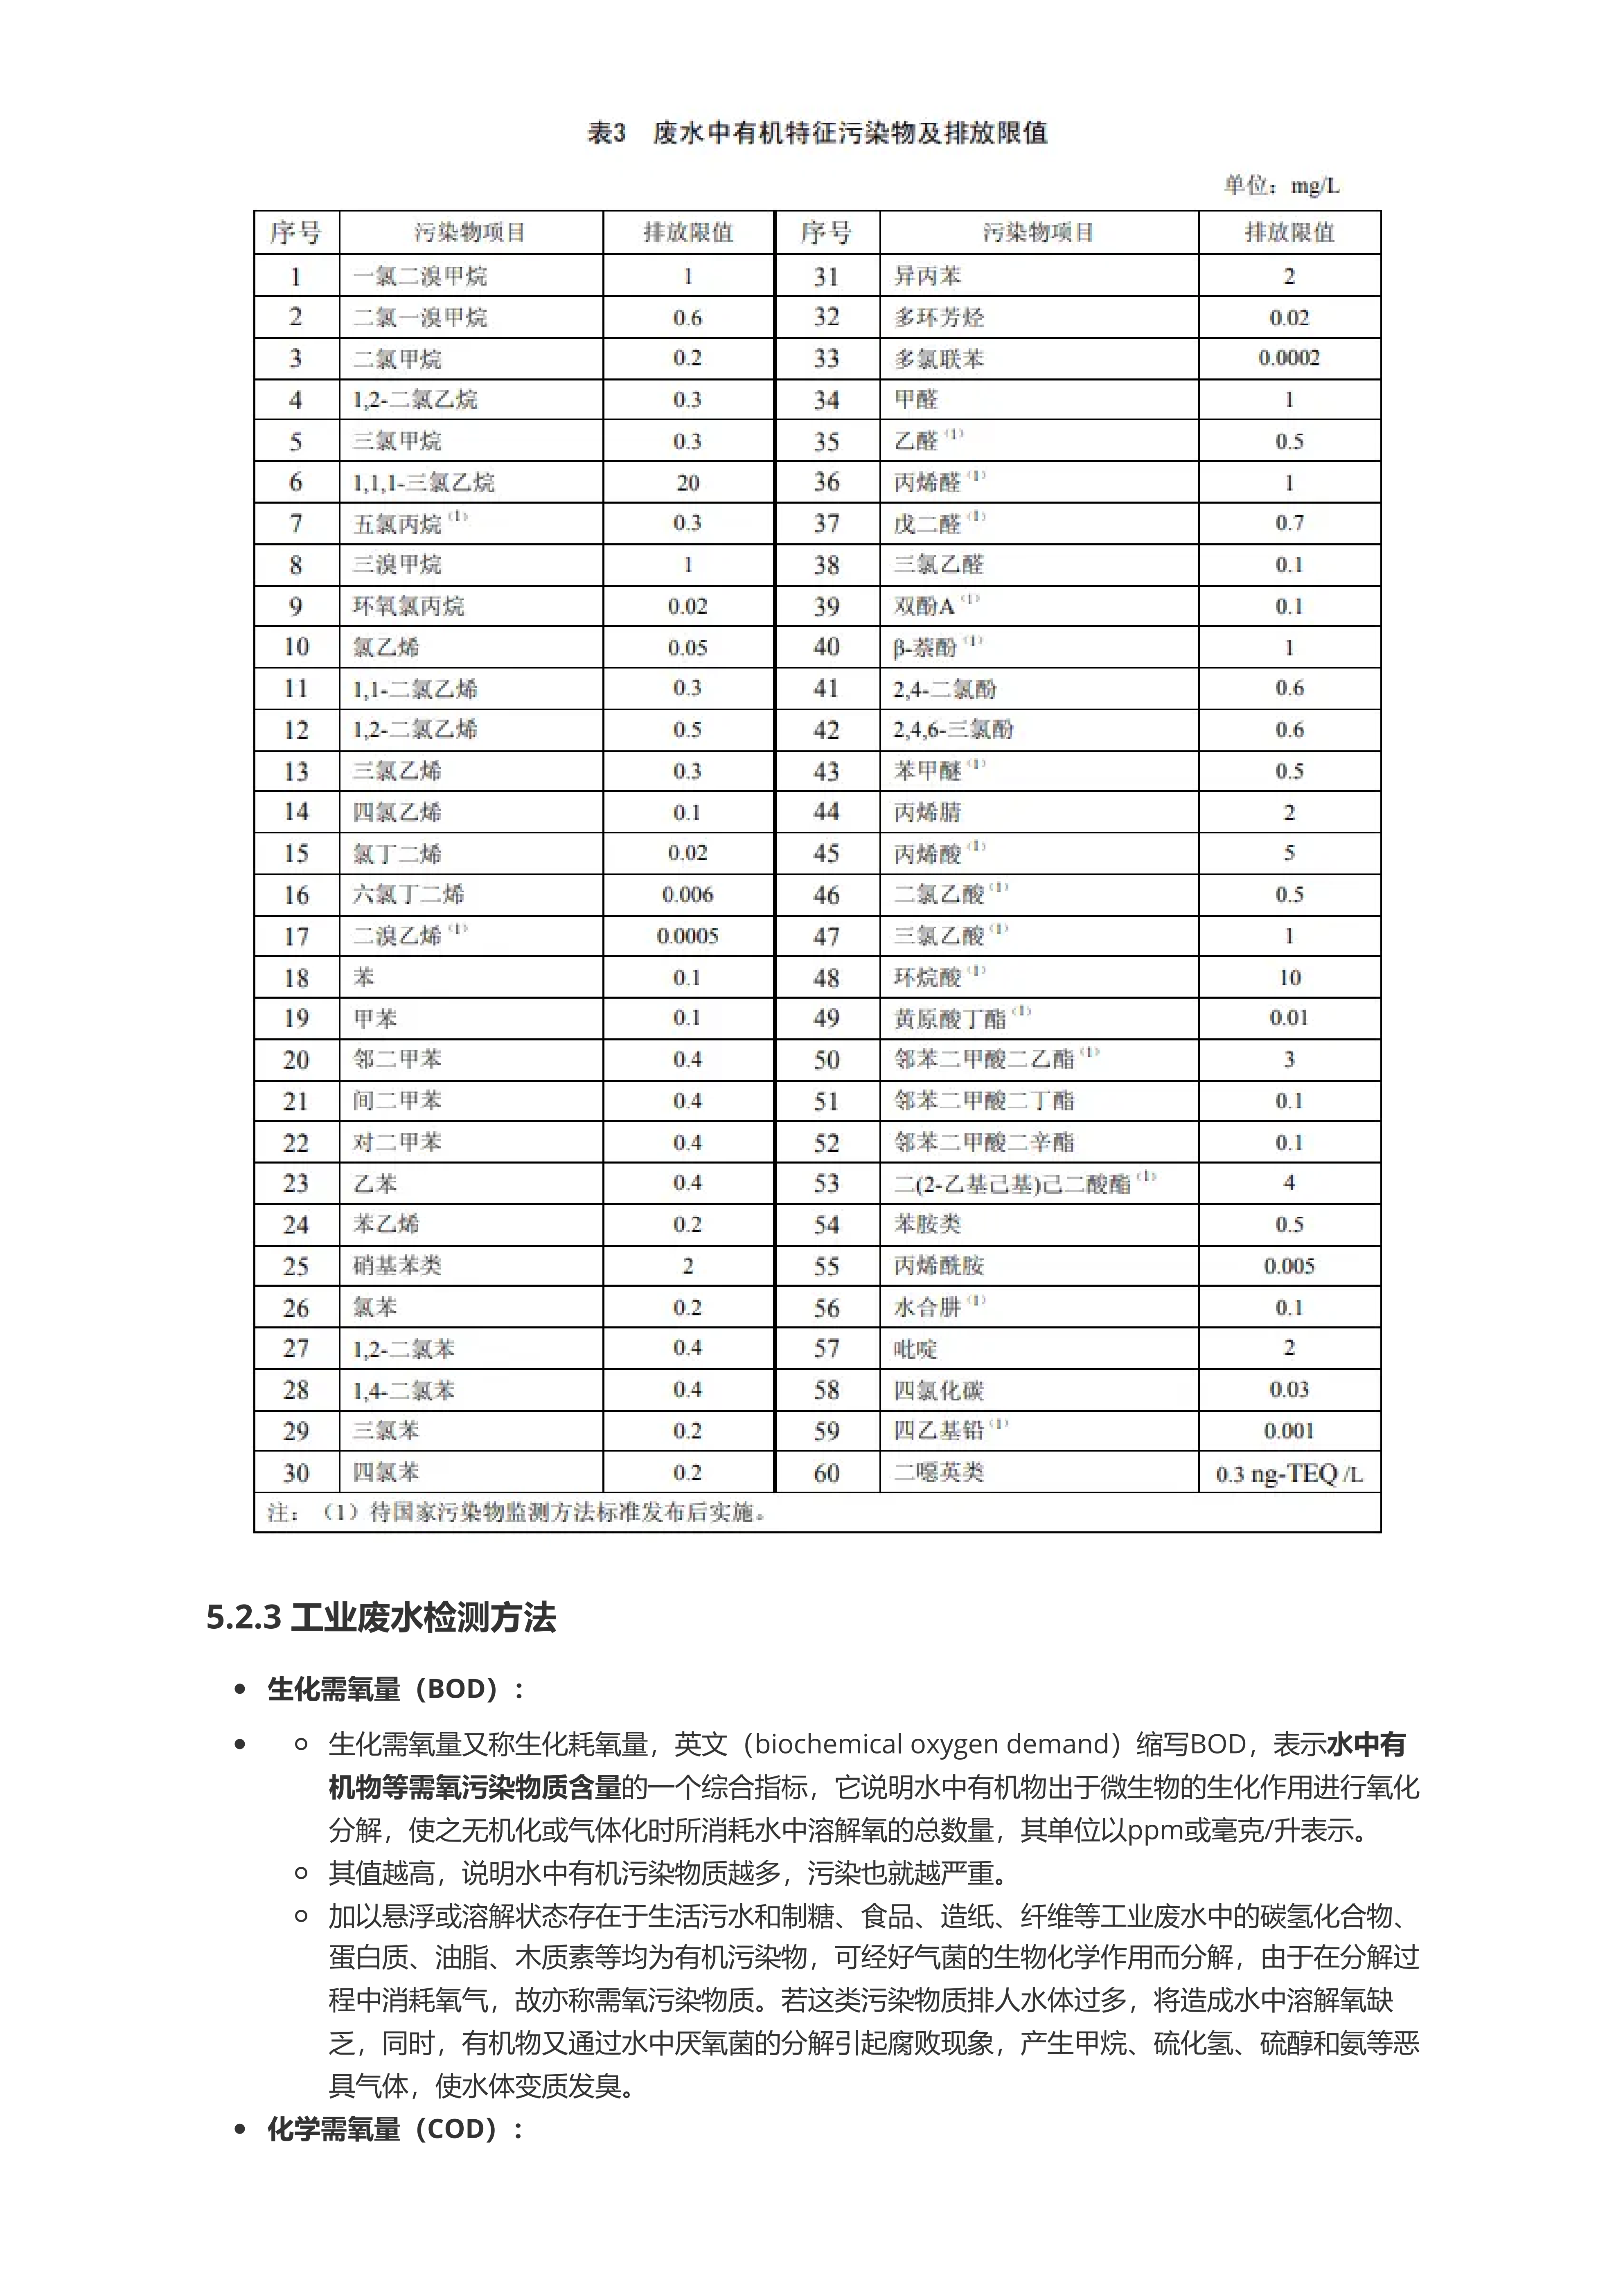 表3 废水中有机特征污染物及排放限值
单位：mg/L
序号 污染物项目 排放限值 序号 污染物项目 排放限值
1 一氯二溴甲烷 1 31 异丙苯 2
2 二氯一溴甲烷 0.6 32 多环芳烃 0.02
3 二氯甲烷 0.2 33 多氯联苯 0.0002
4 1,2-二氯乙烷 0.3 34 甲醛 1
5 三氯甲烷 0.3 35 乙醛（1） 0.5
6 1,1,1-三氯乙烷 20 36 丙烯醛（1） 1
7 五氯丙烷（1） 0.3 37 戊二醛（1） 0.7
8 三溴甲烷 1 38 三氯乙醛 0.1
9 环氧氯丙烷 0.02 39 双酚A（1） 0.1
10 氯乙烯 0.05 40 β-萘酚（1） 1
11 1,1-二氯乙烯 0.3 41 2,4-二氯酚 0.6
12 1,2-二氯乙烯 0.5 42 2,4,6-三氯酚 0.6
13 三氯乙烯 0.3 43 苯甲醚（1） 0.5
14 四氯乙烯 0.1 44 丙烯腈 2
15 氯丁二烯 0.02 45 丙烯酸（1） 5
16 六氯丁二烯 0.006 46 二氯乙酸（1） 0.5
17 二溴乙烯（1） 0.0005 47 三氯乙酸（1） 1
18 苯 0.1 48 环烷酸（1） 10
19 甲苯 0.1 49 黄原酸丁酯（1） 0.01
20 邻二甲苯 0.4 50 邻苯二甲酸二乙酯（1） 3
21 间二甲苯 0.4 51 邻苯二甲酸二丁酯 0.1
22 对二甲苯 0.4 52 邻苯二甲酸二辛酯 0.1
23 乙苯 0.4 53 二(2-乙基己基)己二酸酯（1） 4
24 苯乙烯 0.2 54 苯胺类 0.5
25 硝基苯类 2 55 丙烯酰胺 0.005
26 氯苯 0.2 56 水合肼（1） 0.1
27 1,2-二氯苯 0.4 57 吡啶 2
28 1,4-二氯苯 0.4 58 四氯化碳 0.03
29 三氯苯 0.2 59 四乙基铅（1） 0.001
30 四氯苯 0.2 60 二噁英类 0.3 ng-TEQ /L
注：（1）待国家污染物监测方法标准发布后实施。
5.2.3 工业废水检测方法
• 生化需氧量（BOD）：
• ◦ 生化需氧量又称生化耗氧量，英文（biochemical oxygen demand）缩写BOD，表示水中有
机物等需氧污染物质含量的一个综合指标，它说明水中有机物出于微生物的生化作用进行氧化
分解，使之无机化或气体化时所消耗水中溶解氧的总数量，其单位以ppm或毫克/升表示。
◦ 其值越高，说明水中有机污染物质越多，污染也就越严重。
◦ 加以悬浮或溶解状态存在于生活污水和制糖、食品、造纸、纤维等工业废水中的碳氢化合物、
蛋白质、油脂、木质素等均为有机污染物，可经好气菌的生物化学作用而分解，由于在分解过
程中消耗氧气，故亦称需氧污染物质。若这类污染物质排人水体过多，将造成水中溶解氧缺
乏，同时，有机物又通过水中厌氧菌的分解引起腐败现象，产生甲烷、硫化氢、硫醇和氨等恶
具气体，使水体变质发臭。
• 化学需氧量（COD）：